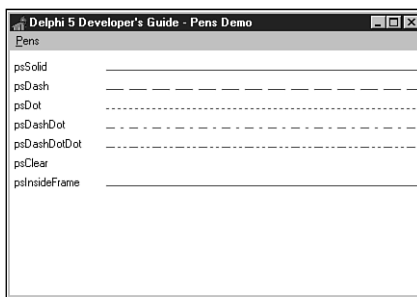 Delphi 5 Developer's Guide - Pens Demo
Pens
psSolid
psDash
psDot
psDashDot
psDashDotDot
psClear
psInsideFrame